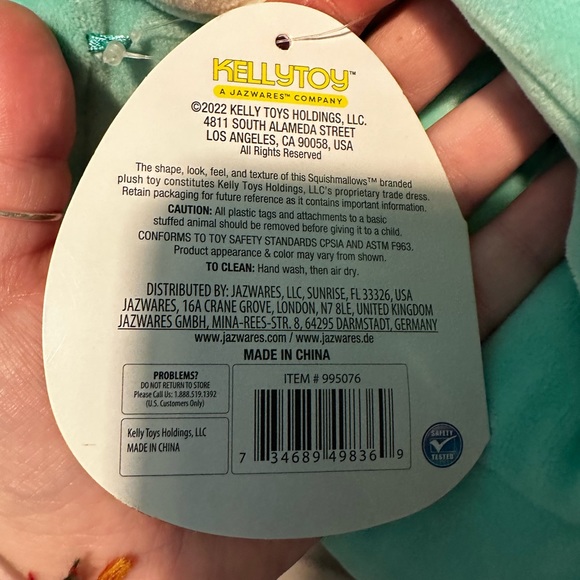 KELLYTOY™
A JAZWARES™ COMPANY
©2022 KELLY TOYS HOLDINGS, LLC.
4811 SOUTH ALAMEDA STREET
LOS ANGELES, CA 90058, USA
All Rights Reserved
The shape, look, feel, and texture of this Squishmallows™ branded
plush toy constitutes Kelly Toys Holdings, LLC's proprietary trade dress.
Retain packaging for future reference as it contains important information.
CAUTION: All plastic tags and attachments to a basic
stuffed animal should be removed before giving it to a child.
CONFORMS TO TOY SAFETY STANDARDS CPSIA AND ASTM F963.
Product appearance & color may vary from shown.
TO CLEAN: Hand wash, then air dry.
DISTRIBUTED BY: JAZWARES, LLC, SUNRISE, FL 33326, USA
JAZWARES, 16A CRANE GROVE, LONDON, N7 8LE, UNITED KINGDOM
JAZWARES GMBH, MINA-REES-STR. 8, 64295 DARMSTADT, GERMANY
www.jazwares.com / www.jazwares.de
MADE IN CHINA
PROBLEMS?
DO NOT RETURN TO STORE
Please Call Us: 1.888.519.1392
(U.S. Customers Only)
Kelly Toys Holdings, LLC
MADE IN CHINA
ITEM # 995076
7 34689 49836 9
SAFETY
TESTED